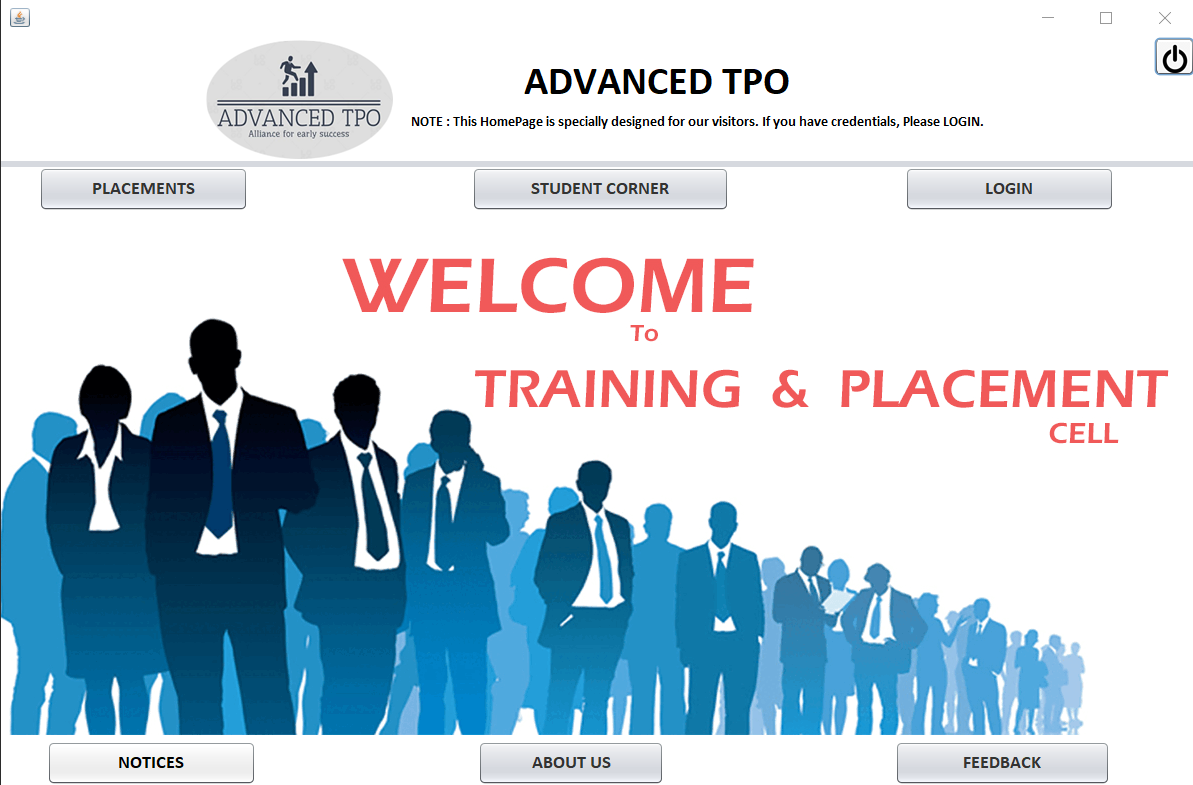 ADVANCED TPO
Alliance for early success
ADVANCED TPO
NOTE : This HomePage is specially designed for our visitors. If you have credentials, Please LOGIN.
PLACEMENTS
STUDENT CORNER
LOGIN
WELCOME
To
TRAINING & PLACEMENT
CELL
NOTICES
ABOUT US
FEEDBACK